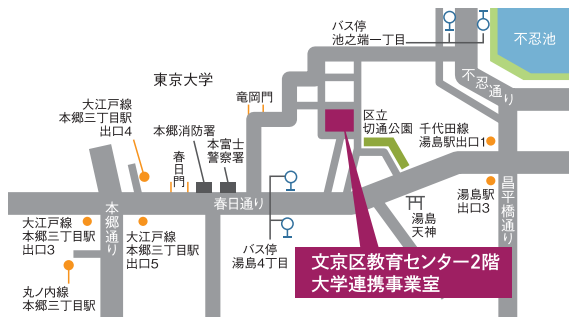 バス停
池之端一丁目
不忍池
不忍通り
東京大学
竜岡門
大江戸線
本郷三丁目駅
出口4
本郷消防署
本富士
警察署
春日門
区立
切通公園
千代田線
湯島駅出口1
湯島駅
出口3
昌平橋通り
春日通り
本郷通り
湯島
天神
大江戸線
本郷三丁目駅
出口3
大江戸線
本郷三丁目駅
出口5
バス停
湯島4丁目
文京区教育センター2階
大学連携事業室
丸ノ内線
本郷三丁目駅